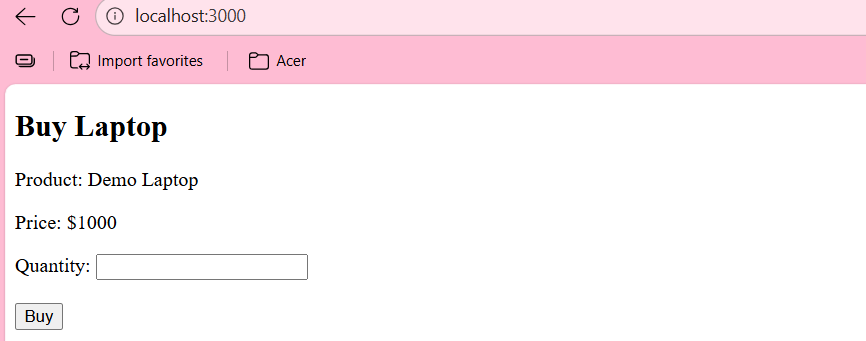 localhost:3000
Import favorites Acer
Buy Laptop
Product: Demo Laptop
Price: $1000
Quantity:
Buy